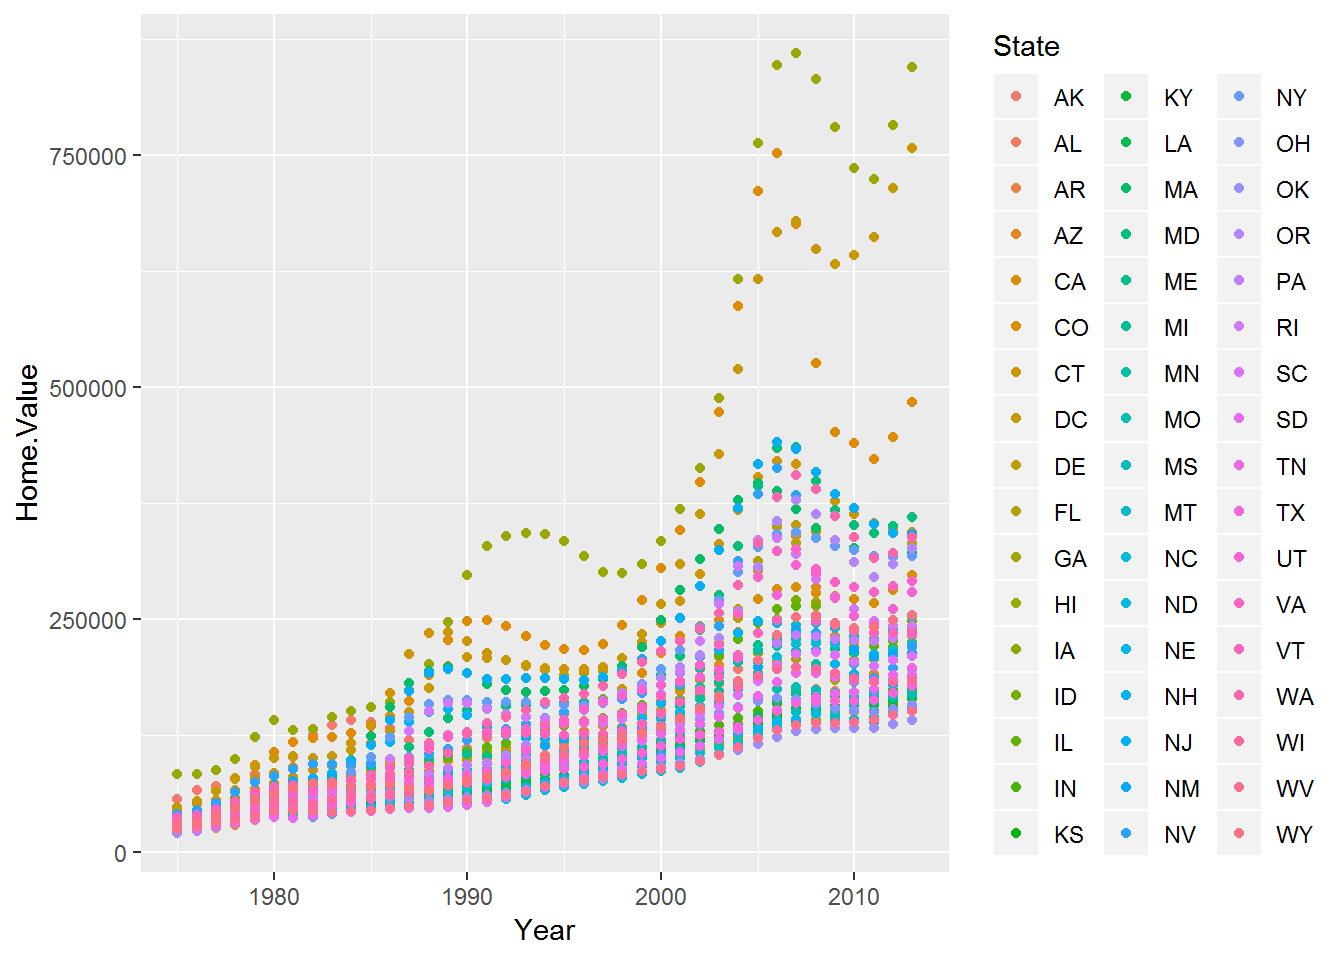 Home.Value
750000
500000
250000
0
1980 1990 2000 2010
Year
State
AK KY NY
AL LA OH
AR MA OK
AZ MD OR
CA ME PA
CO MI RI
CT MN SC
DC MO SD
DE MS TN
FL MT TX
GA NC UT
HI ND VA
IA NE VT
ID NH WA
IL NJ WI
IN NM WV
KS NV WY